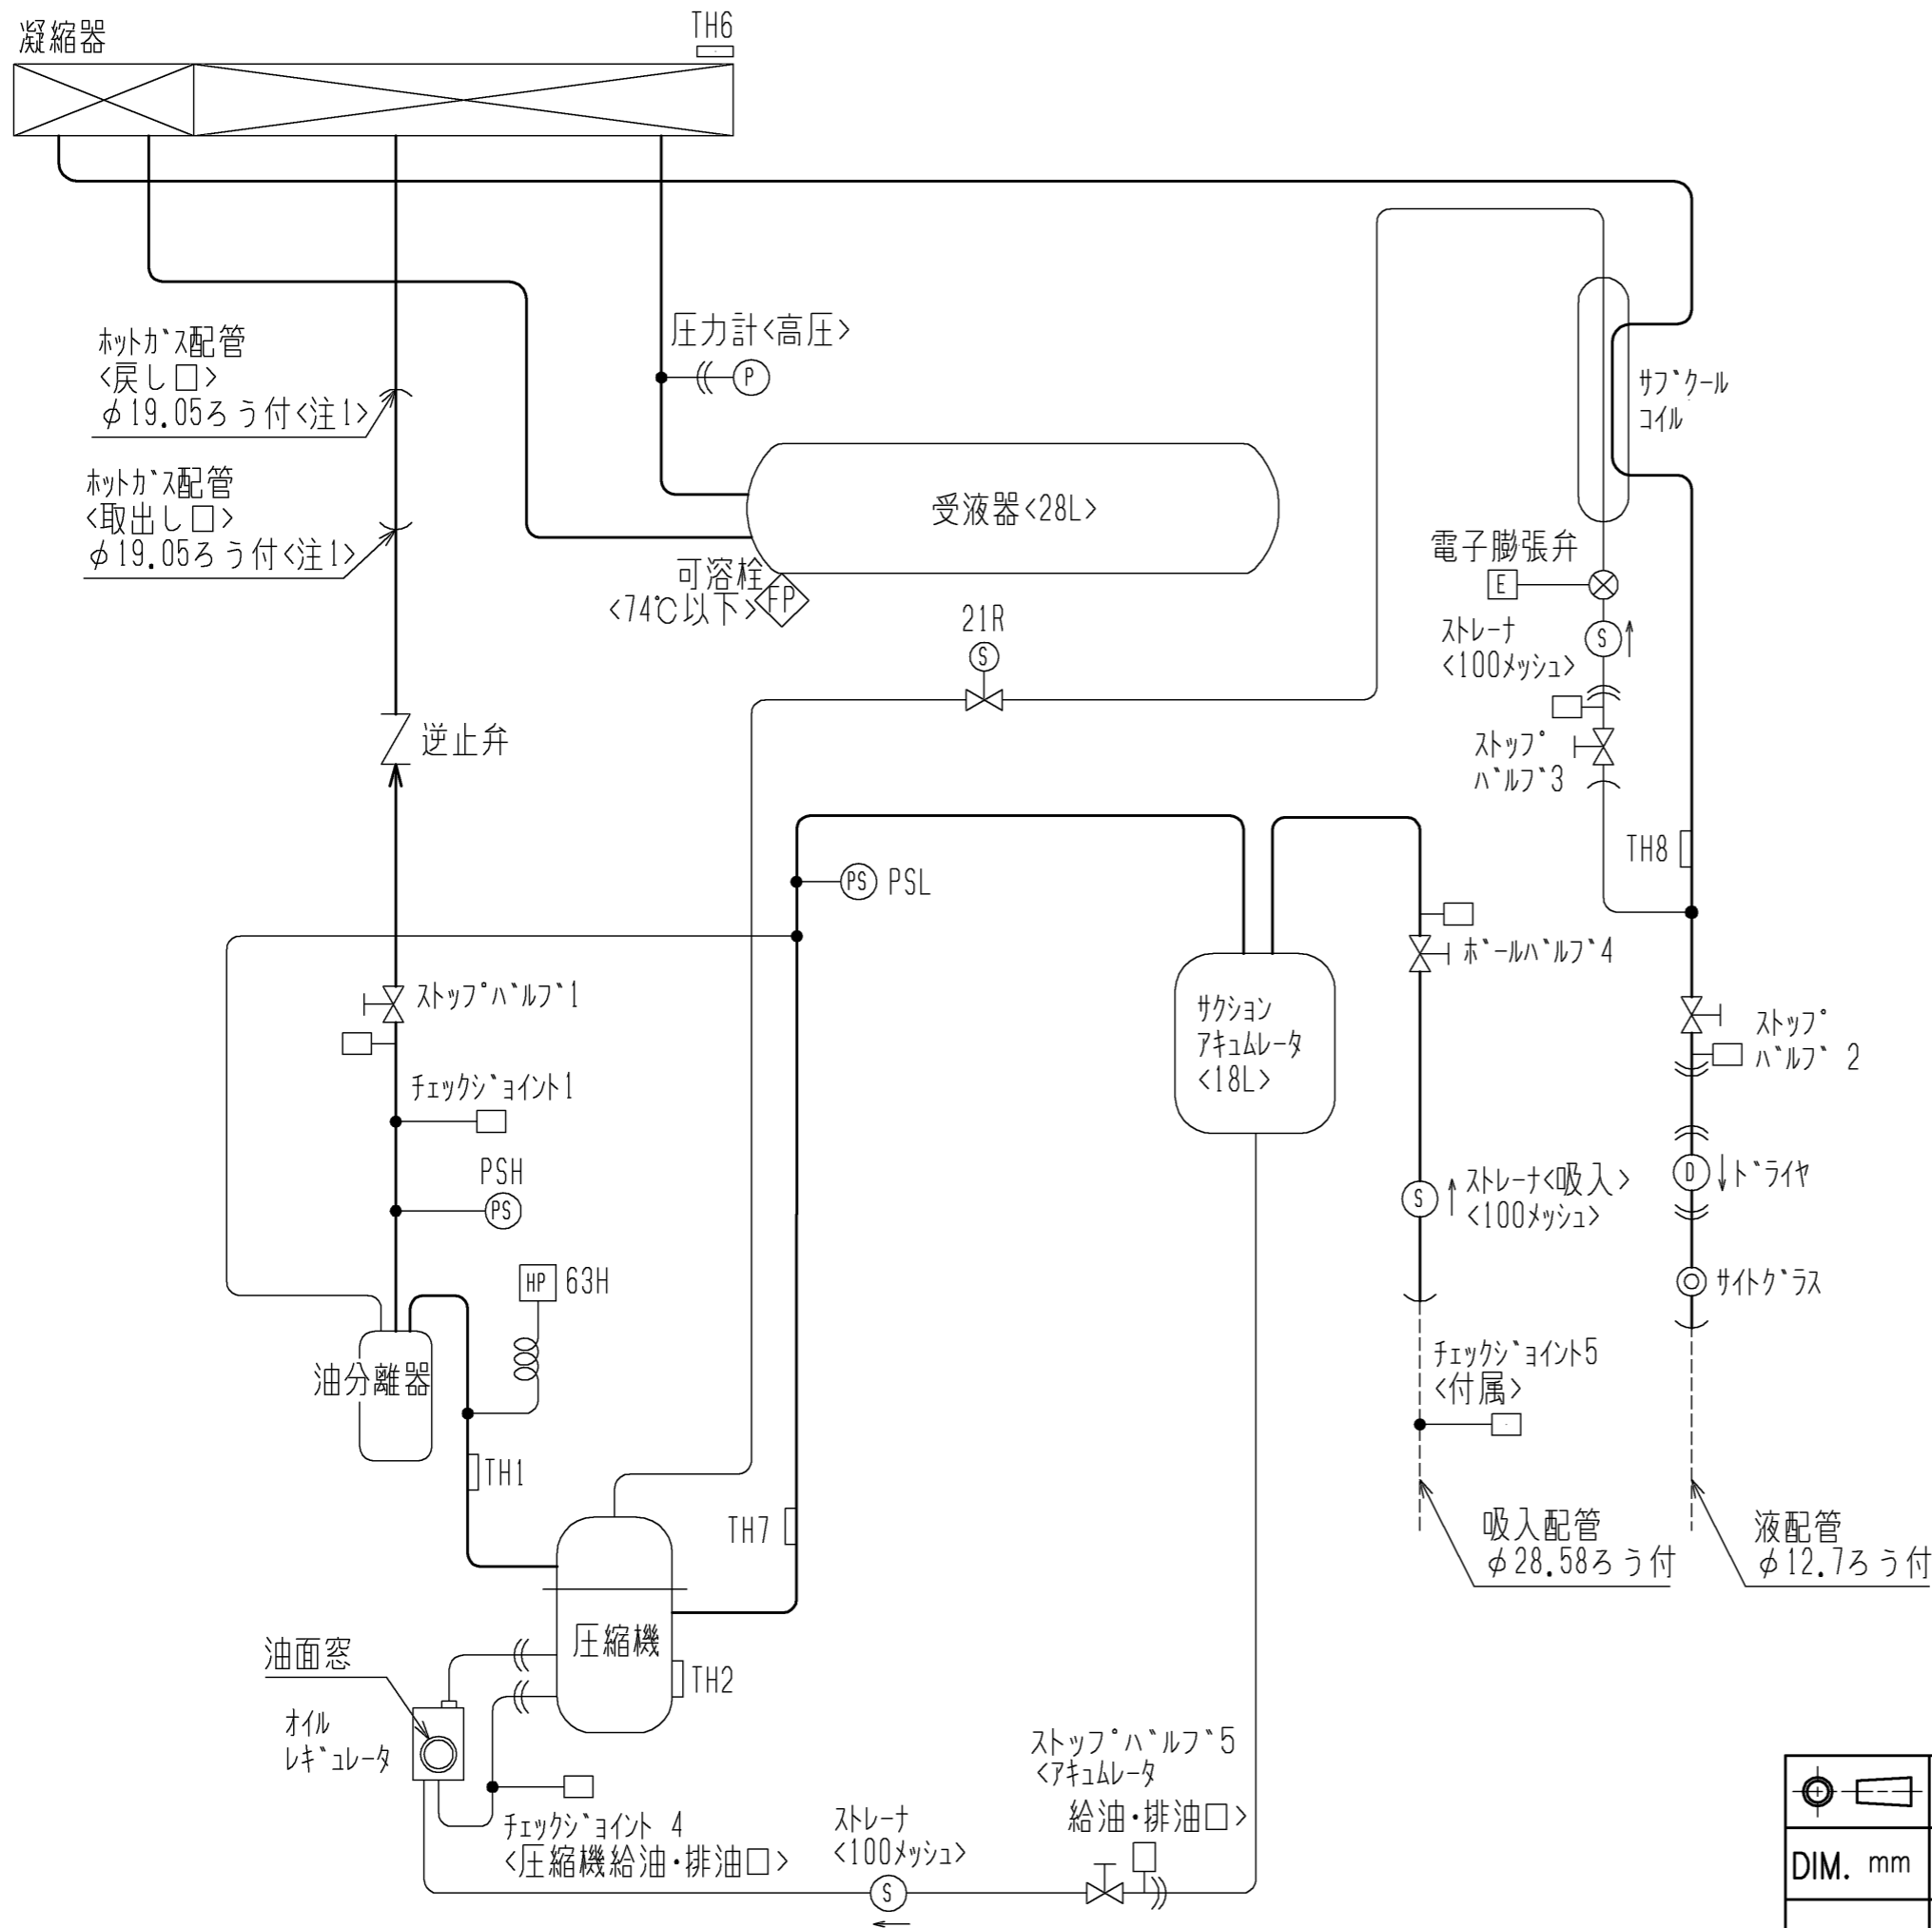 凝縮器
TH6
ホットガス配管
<戻し口>
φ19.05ろう付<注1>
圧力計<高圧>
P
サブクール
コイル
ホットガス配管
<取出し口>
φ19.05ろう付<注1>
受液器<28L>
電子膨張弁
E
可溶栓
<74℃以下>
FP
21R
S
ストレーナ
<100メッシュ>
S
逆止弁
ストップ
バルブ3
TH8
PS PSL
ストップバルブ1
ボールバルブ4
サクション
アキュムレータ
<18L>
ストップ
バルブ 2
チェックジョイント1
PSH
PS
S
ストレーナ<吸入>
<100メッシュ>
D
ドライヤ
HP 63H
サイトグラス
油分離器
チェックジョイント5
<付属>
TH1
TH7
吸入配管
φ28.58ろう付
液配管
φ12.7ろう付
圧縮機
油面窓
TH2
オイル
レギュレータ
ストップバルブ5
<アキュムレータ
給油・排油口>
チェックジョイント 4
<圧縮機給油・排油口>
ストレーナ
<100メッシュ>
S
DIM. mm